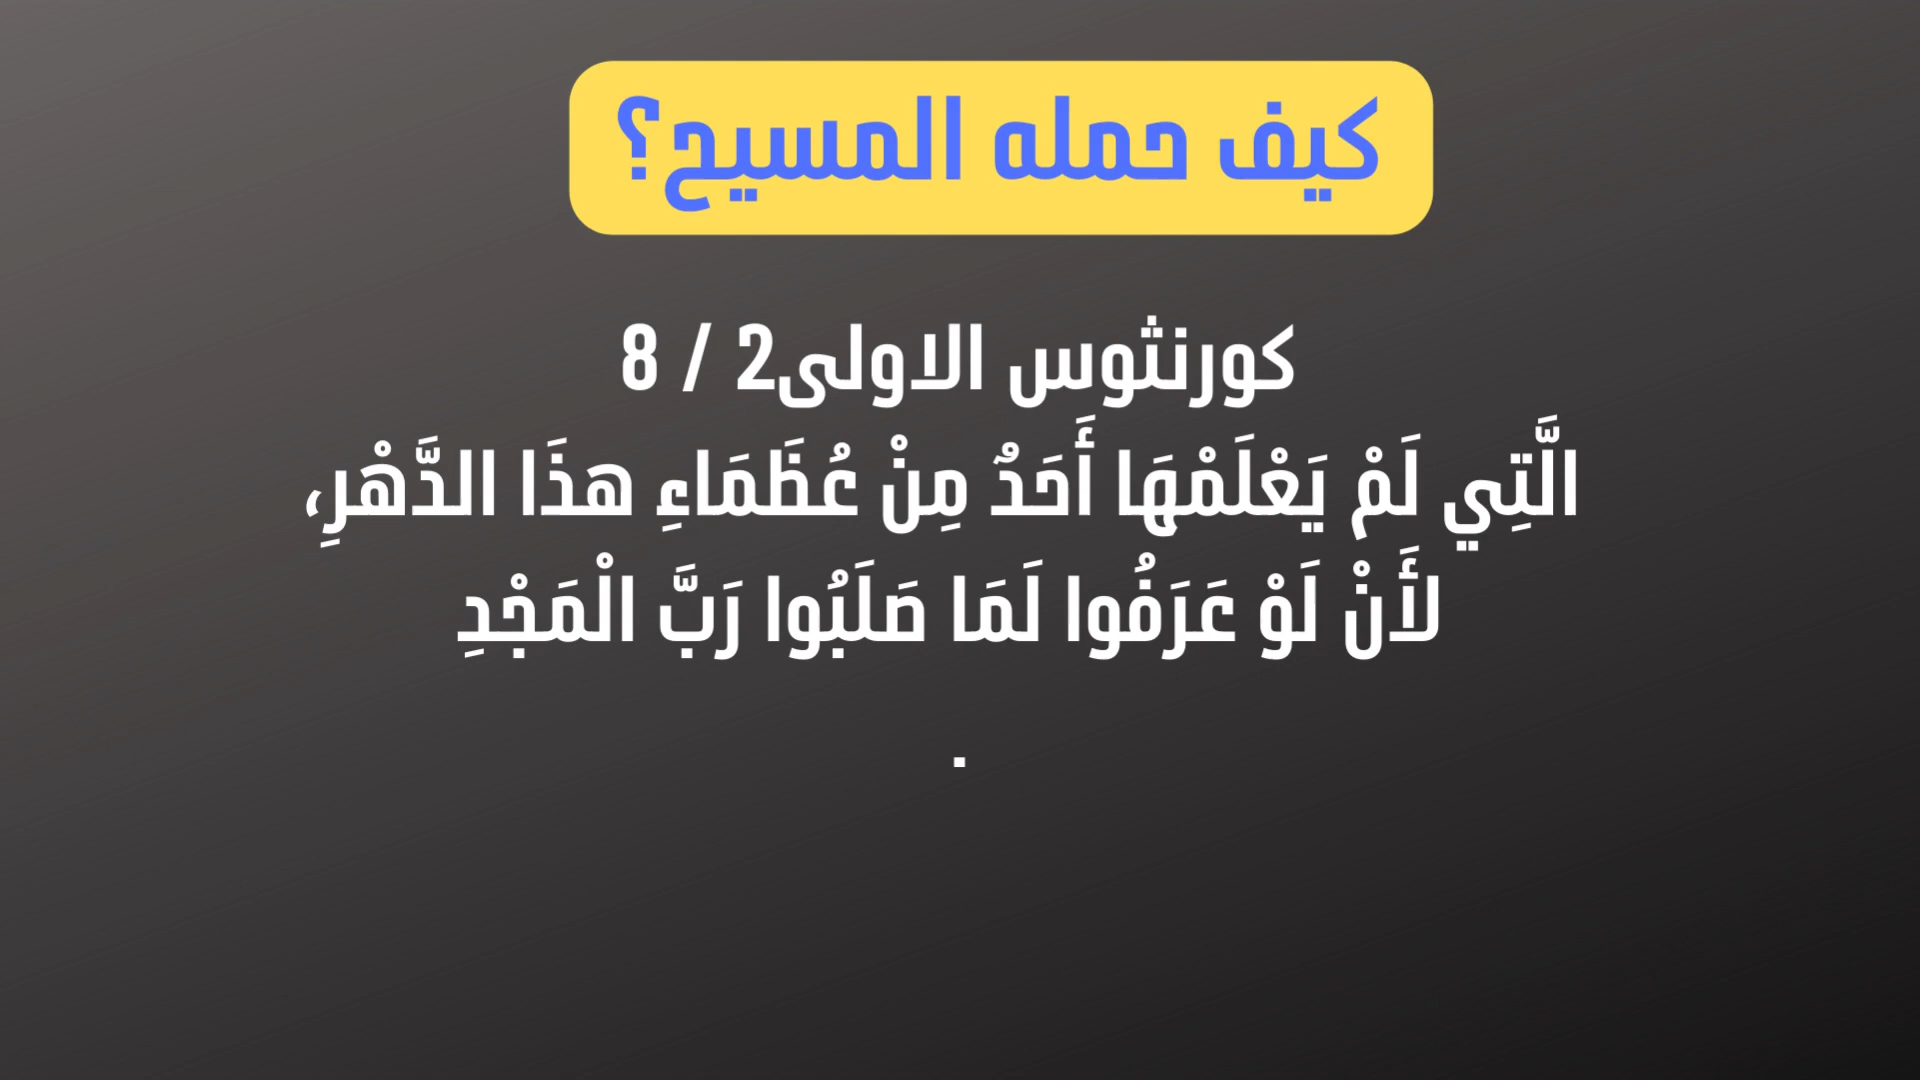 كيف حمله المسيح؟
كورنثوس الاولى2 / 8
الَّتِي لَمْ يَعْلَمْهَا أَحَدٌ مِنْ عُظَمَاءِ هذَا الدَّهْرِ،
لأَنْ لَوْ عَرَفُوا لَمَا صَلَبُوا رَبَّ الْمَجْدِ
.